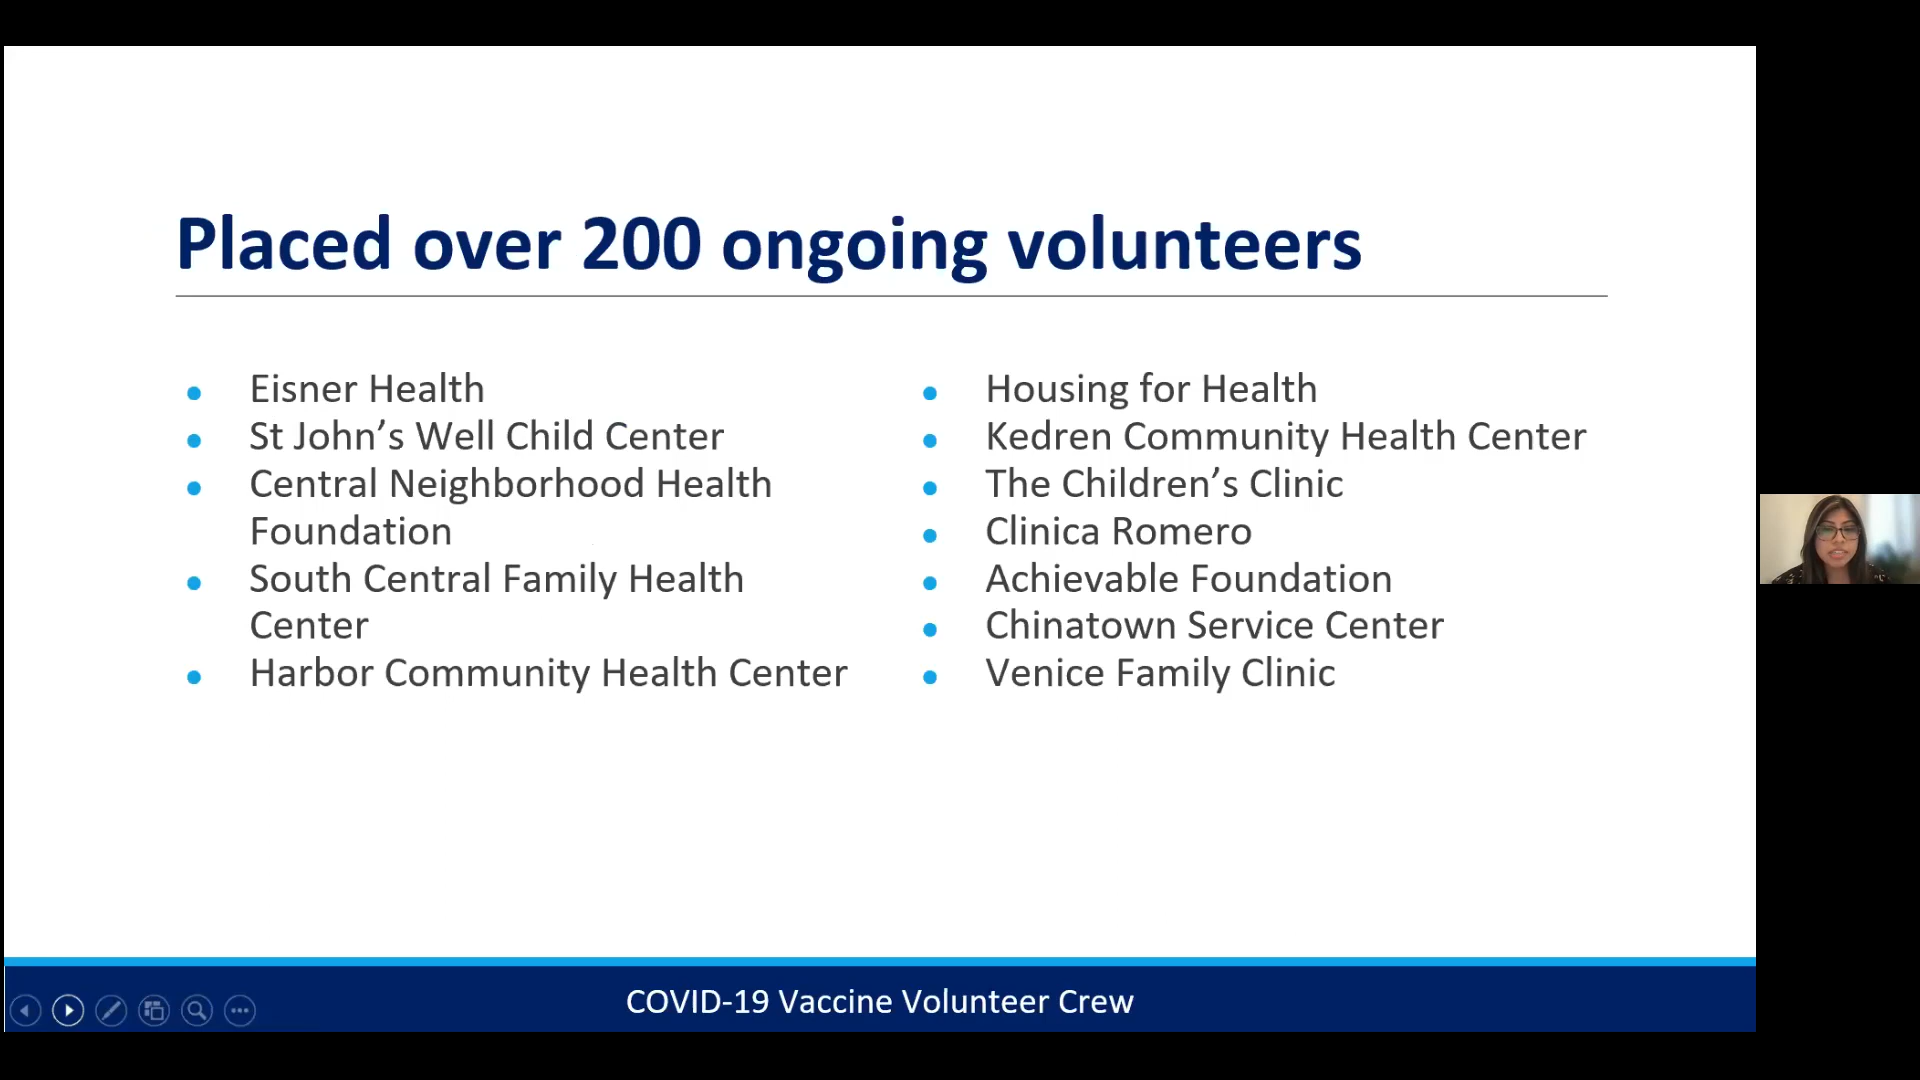 Placed over 200 ongoing volunteers
Eisner Health
St John’s Well Child Center
Central Neighborhood Health
Foundation
South Central Family Health
Center
Harbor Community Health Center
Housing for Health
Kedren Community Health Center
The Children’s Clinic
Clinica Romero
Achievable Foundation
Chinatown Service Center
Venice Family Clinic
COVID-19 Vaccine Volunteer Crew